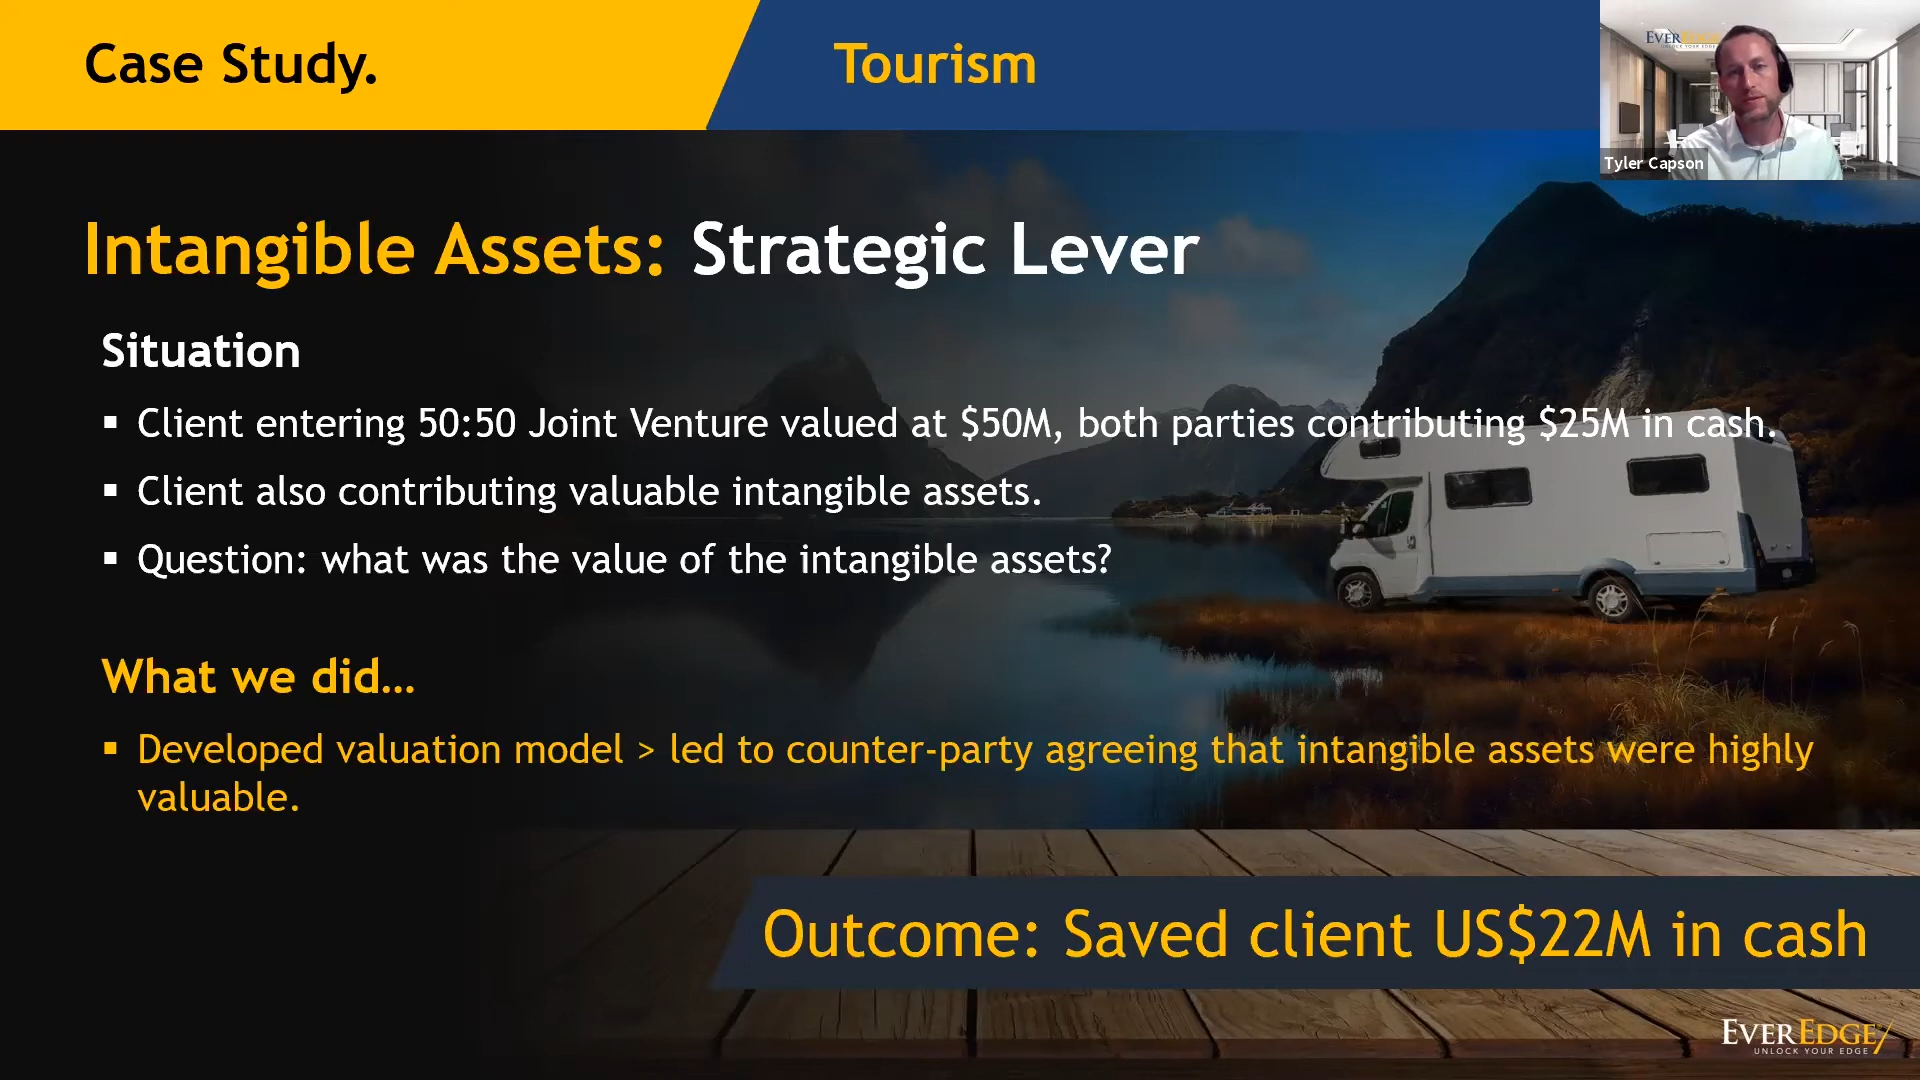 Case Study.
Tourism
EVEREDGE
Tyler Capson
Intangible Assets: Strategic Lever
Situation
▪ Client entering 50:50 Joint Venture valued at $50M, both parties contributing $25M in cash.
▪ Client also contributing valuable intangible assets.
▪ Question: what was the value of the intangible assets?
What we did...
▪ Developed valuation model > led to counter-party agreeing that intangible assets were highly
valuable.
Outcome: Saved client US$22M in cash
EVEREDGE
UNLOCK YOUR EDGE